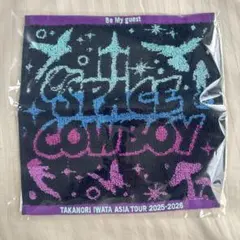 Be My guest
SPACE
COWBOY
TAKANORI IWATA ASIA TOUR 2025-2026